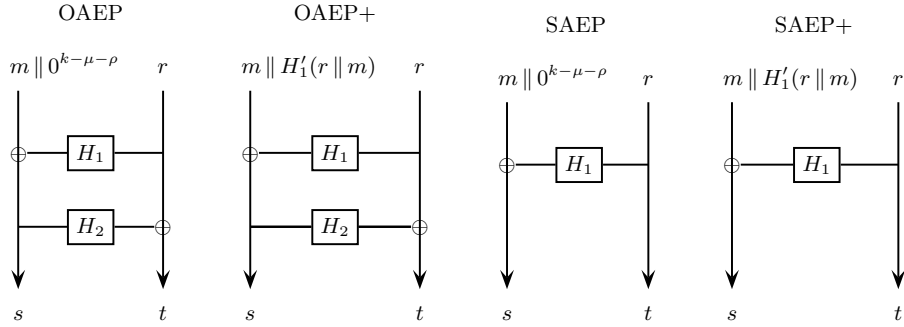 OAEP
m ∥ 0^{k−μ−ρ} r
H_1
H_2
s t
OAEP+
m ∥ H′_1(r ∥ m) r
H_1
H_2
s t
SAEP
m ∥ 0^{k−μ−ρ} r
H_1
s t
SAEP+
m ∥ H′_1(r ∥ m) r
H_1
s t